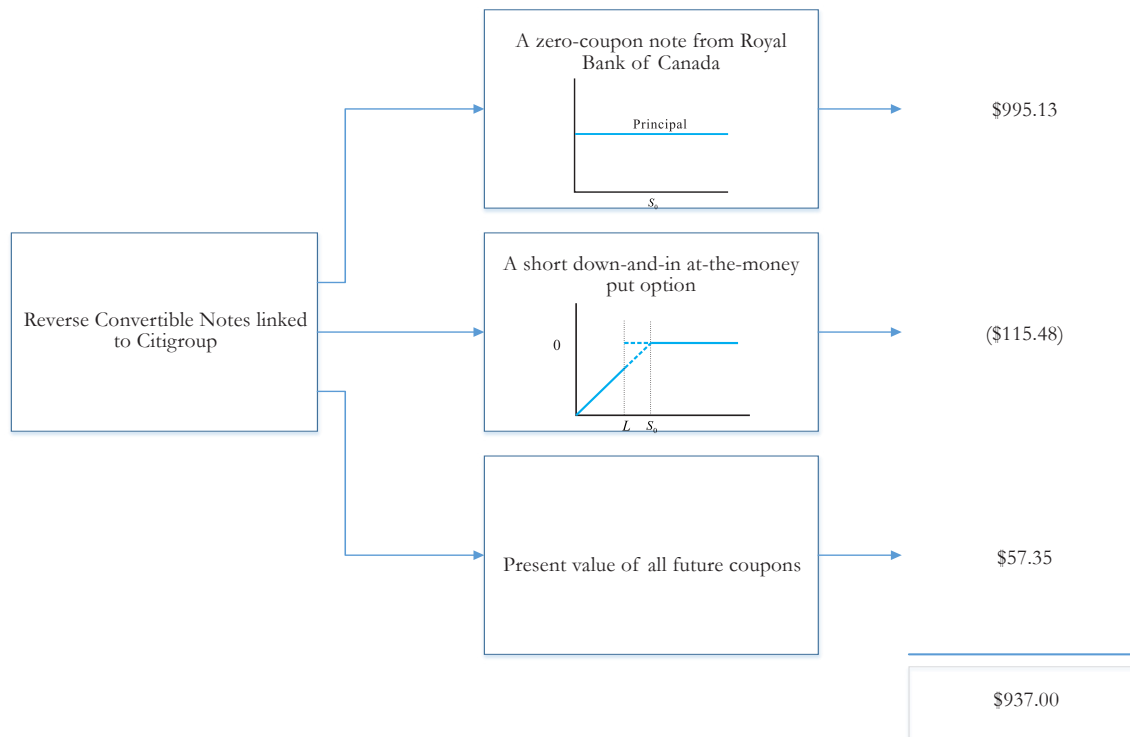 A zero-coupon note from Royal
Bank of Canada
Principal
S₀
$995.13
Reverse Convertible Notes linked
to Citigroup
A short down-and-in at-the-money
put option
0
L S₀
($115.48)
Present value of all future coupons
$57.35
$937.00